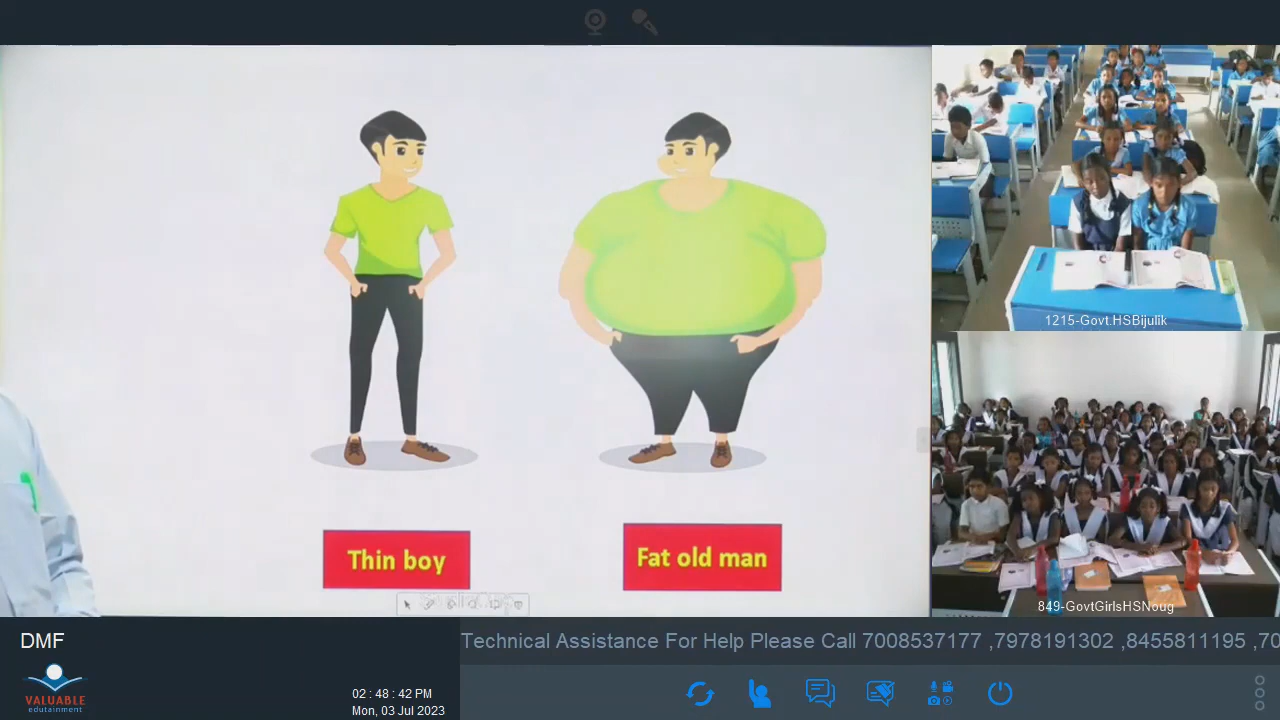 1215-Govt.HSBijulik
849-GovtGirlsHSNoug
Thin boy
Fat old man
DMF
Technical Assistance For Help Please Call 7008537177 ,7978191302 ,8455811195 ,70
VALUABLE
edutainment
02 : 48 : 42 PM
Mon, 03 Jul 2023